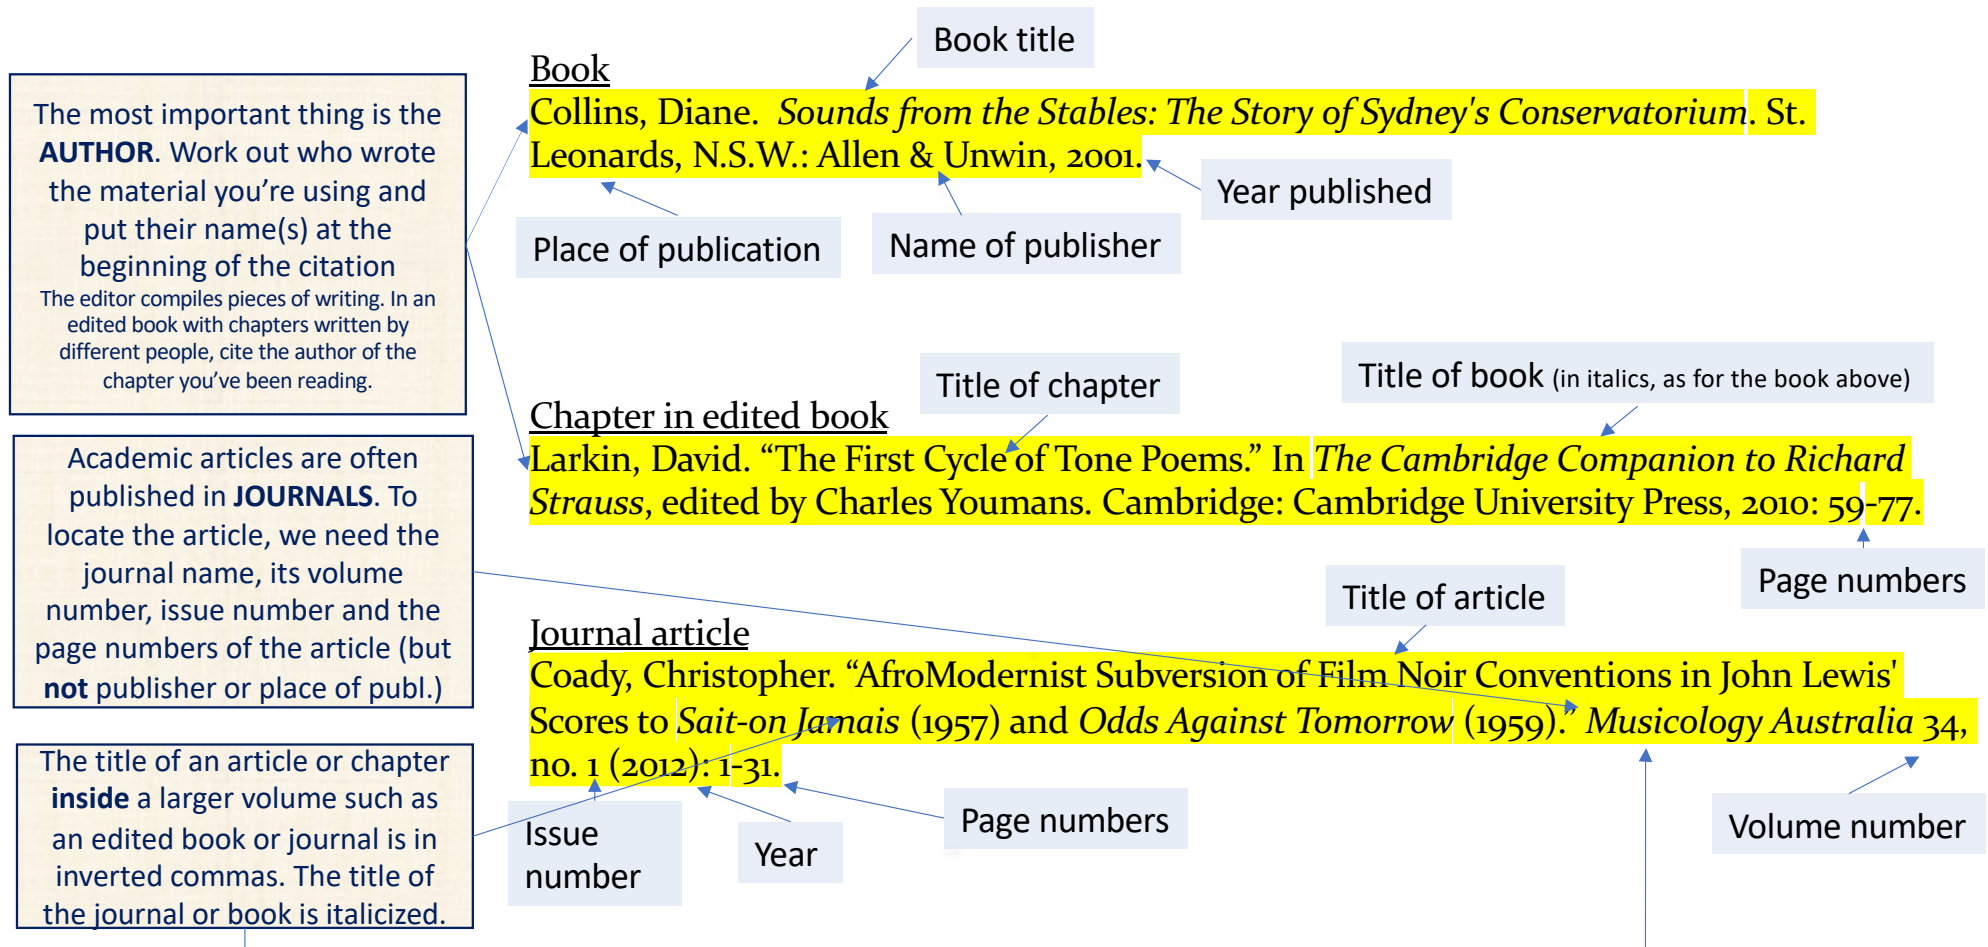 The most important thing is the
AUTHOR. Work out who wrote
the material you’re using and
put their name(s) at the
beginning of the citation
The editor compiles pieces of writing. In an
edited book with chapters written by
different people, cite the author of the
chapter you’ve been reading.
Academic articles are often
published in JOURNALS. To
locate the article, we need the
journal name, its volume
number, issue number and the
page numbers of the article (but
not publisher or place of publ.)
The title of an article or chapter
inside a larger volume such as
an edited book or journal is in
inverted commas. The title of
the journal or book is italicized.
Book title
Book
Collins, Diane. Sounds from the Stables: The Story of Sydney's Conservatorium. St.
Leonards, N.S.W.: Allen & Unwin, 2001.
Year published
Place of publication
Name of publisher
Title of chapter
Title of book (in italics, as for the book above)
Chapter in edited book
Larkin, David. “The First Cycle of Tone Poems.” In The Cambridge Companion to Richard
Strauss, edited by Charles Youmans. Cambridge: Cambridge University Press, 2010: 59-77.
Page numbers
Title of article
Journal article
Coady, Christopher. “AfroModernist Subversion of Film Noir Conventions in John Lewis'
Scores to Sait-on Jamais (1957) and Odds Against Tomorrow (1959).” Musicology Australia 34,
no. 1 (2012): 1-31.
Issue
number
Year
Page numbers
Volume number